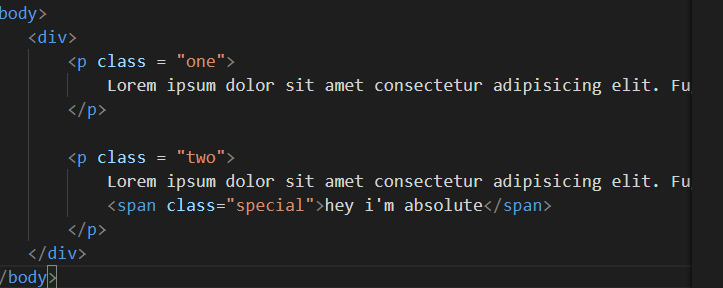 body>
<div>
<p class = "one">
Lorem ipsum dolor sit amet consectetur adipisicing elit. Fu
</p>
<p class = "two">
Lorem ipsum dolor sit amet consectetur adipisicing elit. Fu
<span class="special">hey i'm absolute</span>
</p>
</div>
/body>